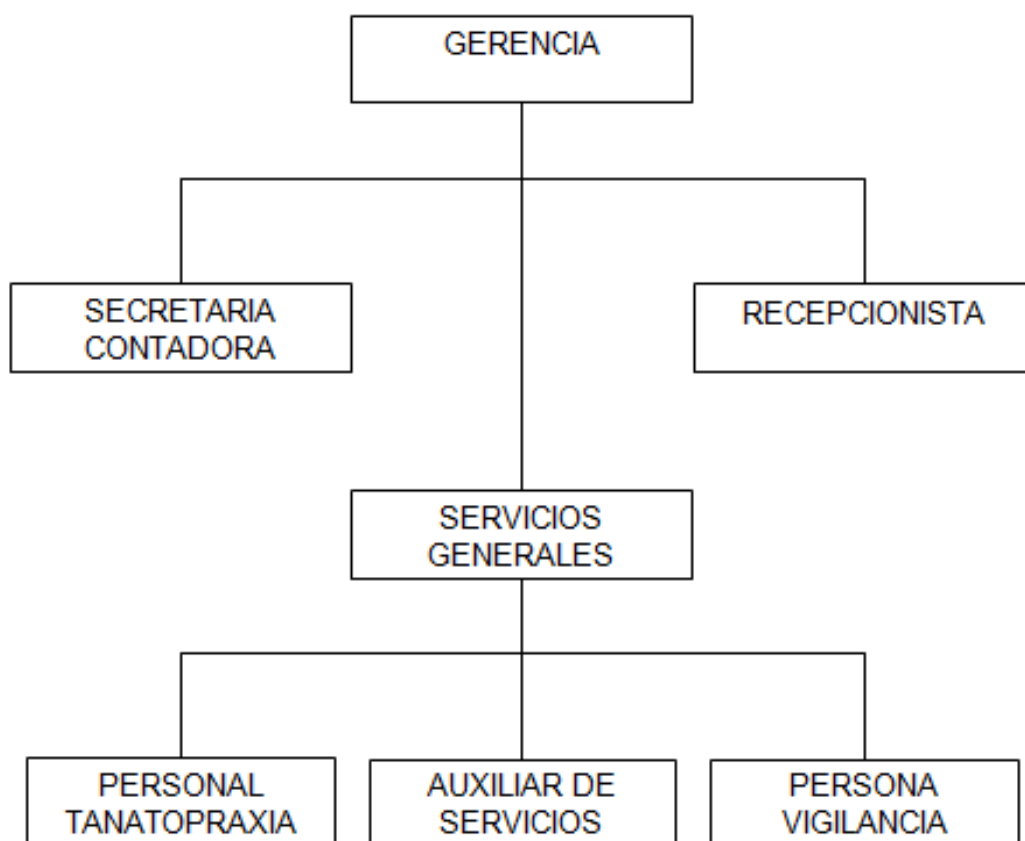 GERENCIA
SECRETARIA
CONTADORA
RECEPCIONISTA
SERVICIOS
GENERALES
PERSONAL
TANATOPRAXIA
AUXILIAR DE
SERVICIOS
PERSONA
VIGILANCIA